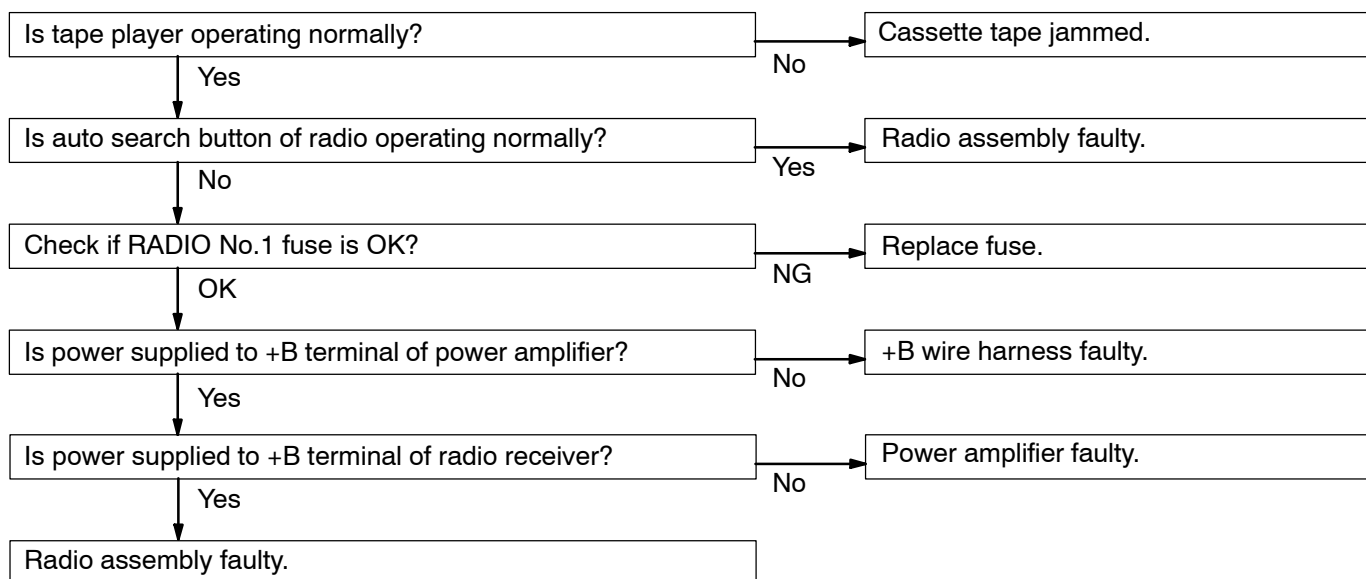 Is tape player operating normally?
Cassette tape jammed.
No
Yes
Is auto search button of radio operating normally?
Radio assembly faulty.
Yes
No
Check if RADIO No.1 fuse is OK?
Replace fuse.
NG
OK
Is power supplied to +B terminal of power amplifier?
+B wire harness faulty.
No
Yes
Is power supplied to +B terminal of radio receiver?
Power amplifier faulty.
No
Yes
Radio assembly faulty.